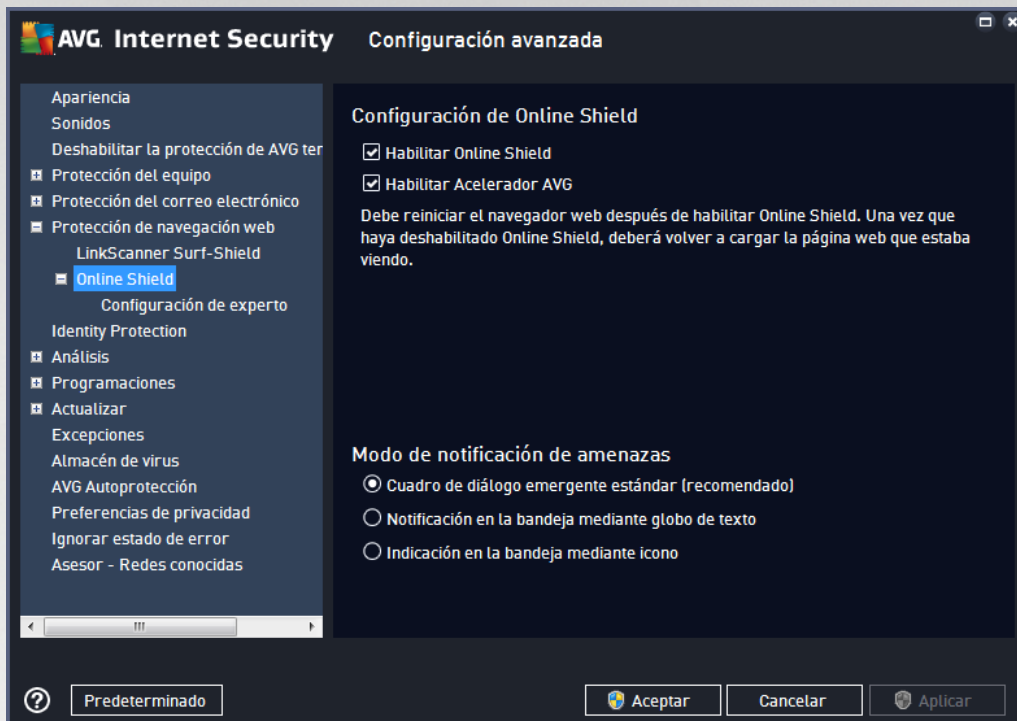 AVG. Internet Security Configuración avanzada
Apariencia
Sonidos
Deshabilitar la protección de AVG ter
Protección del equipo
Protección del correo electrónico
Protección de navegación web
LinkScanner Surf-Shield
Online Shield
Configuración de experto
Identity Protection
Análisis
Programaciones
Actualizar
Excepciones
Almacén de virus
AVG Autoprotección
Preferencias de privacidad
Ignorar estado de error
Asesor - Redes conocidas
Configuración de Online Shield
Habilitar Online Shield
Habilitar Acelerador AVG
Debe reiniciar el navegador web después de habilitar Online Shield. Una vez que
haya deshabilitado Online Shield, deberá volver a cargar la página web que estaba
viendo.
Modo de notificación de amenazas
Cuadro de diálogo emergente estándar (recomendado)
Notificación en la bandeja mediante globo de texto
Indicación en la bandeja mediante icono
? Predeterminado Aceptar Cancelar Aplicar